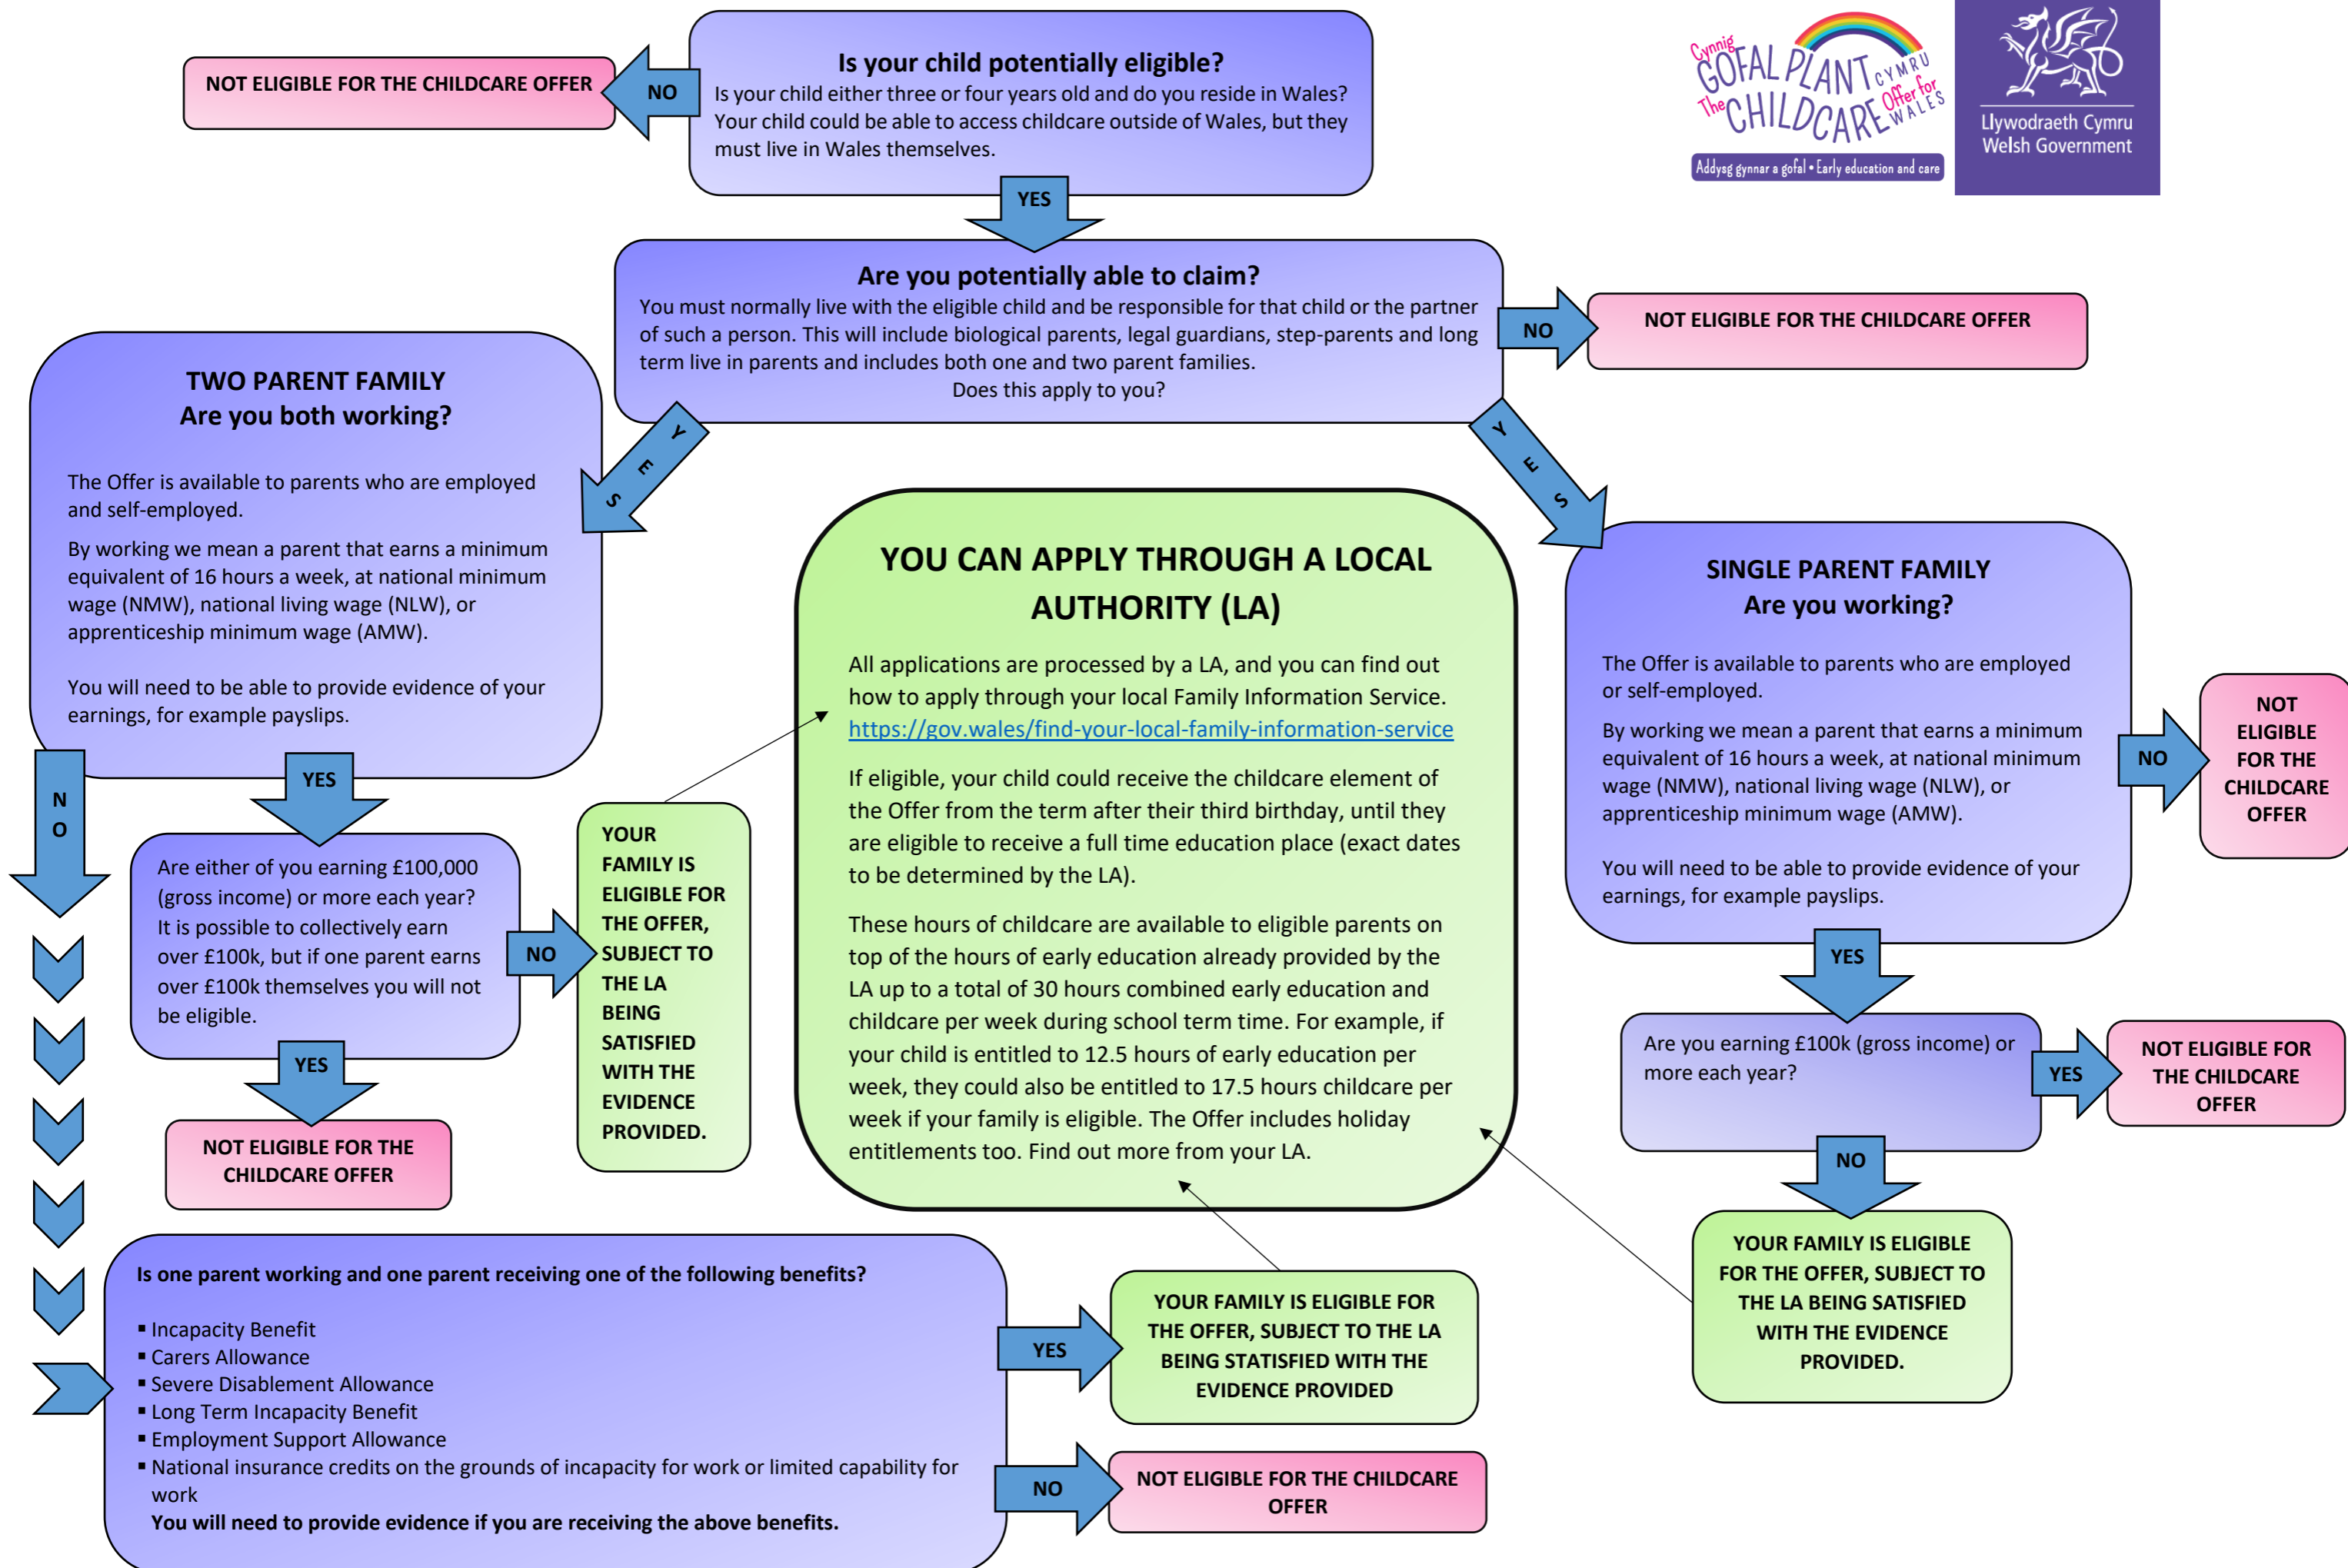 Is your child potentially eligible?
Is your child either three or four years old and do you reside in Wales?
Your child could be able to access childcare outside of Wales, but they
must live in Wales themselves.
NO
NOT ELIGIBLE FOR THE CHILDCARE OFFER
Cynnig
GOFAL PLANT CYMRU
The CHILDCARE Offer for WALES
Addysg gynnar a gofal • Early education and care
Llywodraeth Cymru
Welsh Government
YES
Are you potentially able to claim?
You must normally live with the eligible child and be responsible for that child or the partner
of such a person. This will include biological parents, legal guardians, step-parents and long
term live in parents and includes both one and two parent families.
Does this apply to you?
NO
NOT ELIGIBLE FOR THE CHILDCARE OFFER
YES
YES
TWO PARENT FAMILY
Are you both working?
The Offer is available to parents who are employed
and self-employed.
By working we mean a parent that earns a minimum
equivalent of 16 hours a week, at national minimum
wage (NMW), national living wage (NLW), or
apprenticeship minimum wage (AMW).
You will need to be able to provide evidence of your
earnings, for example payslips.
NO
YES
Are either of you earning £100,000
(gross income) or more each year?
It is possible to collectively earn
over £100k, but if one parent earns
over £100k themselves you will not
be eligible.
NO
YOUR
FAMILY IS
ELIGIBLE FOR
THE OFFER,
SUBJECT TO
THE LA
BEING
SATISFIED
WITH THE
EVIDENCE
PROVIDED.
YES
NOT ELIGIBLE FOR THE
CHILDCARE OFFER
YOU CAN APPLY THROUGH A LOCAL
AUTHORITY (LA)
All applications are processed by a LA, and you can find out
how to apply through your local Family Information Service.
https://gov.wales/find-your-local-family-information-service
If eligible, your child could receive the childcare element of
the Offer from the term after their third birthday, until they
are eligible to receive a full time education place (exact dates
to be determined by the LA).
These hours of childcare are available to eligible parents on
top of the hours of early education already provided by the
LA up to a total of 30 hours combined early education and
childcare per week during school term time. For example, if
your child is entitled to 12.5 hours of early education per
week, they could also be entitled to 17.5 hours childcare per
week if your family is eligible. The Offer includes holiday
entitlements too. Find out more from your LA.
SINGLE PARENT FAMILY
Are you working?
The Offer is available to parents who are employed
or self-employed.
By working we mean a parent that earns a minimum
equivalent of 16 hours a week, at national minimum
wage (NMW), national living wage (NLW), or
apprenticeship minimum wage (AMW).
You will need to be able to provide evidence of your
earnings, for example payslips.
NO
NOT
ELIGIBLE
FOR THE
CHILDCARE
OFFER
YES
Are you earning £100k (gross income) or
more each year?
YES
NOT ELIGIBLE FOR
THE CHILDCARE
OFFER
NO
YOUR FAMILY IS ELIGIBLE
FOR THE OFFER, SUBJECT TO
THE LA BEING SATISFIED
WITH THE EVIDENCE
PROVIDED.
Is one parent working and one parent receiving one of the following benefits?
▪ Incapacity Benefit
▪ Carers Allowance
▪ Severe Disablement Allowance
▪ Long Term Incapacity Benefit
▪ Employment Support Allowance
▪ National insurance credits on the grounds of incapacity for work or limited capability for
work
You will need to provide evidence if you are receiving the above benefits.
YES
YOUR FAMILY IS ELIGIBLE FOR
THE OFFER, SUBJECT TO THE LA
BEING STATISFIED WITH THE
EVIDENCE PROVIDED
NO
NOT ELIGIBLE FOR THE CHILDCARE
OFFER